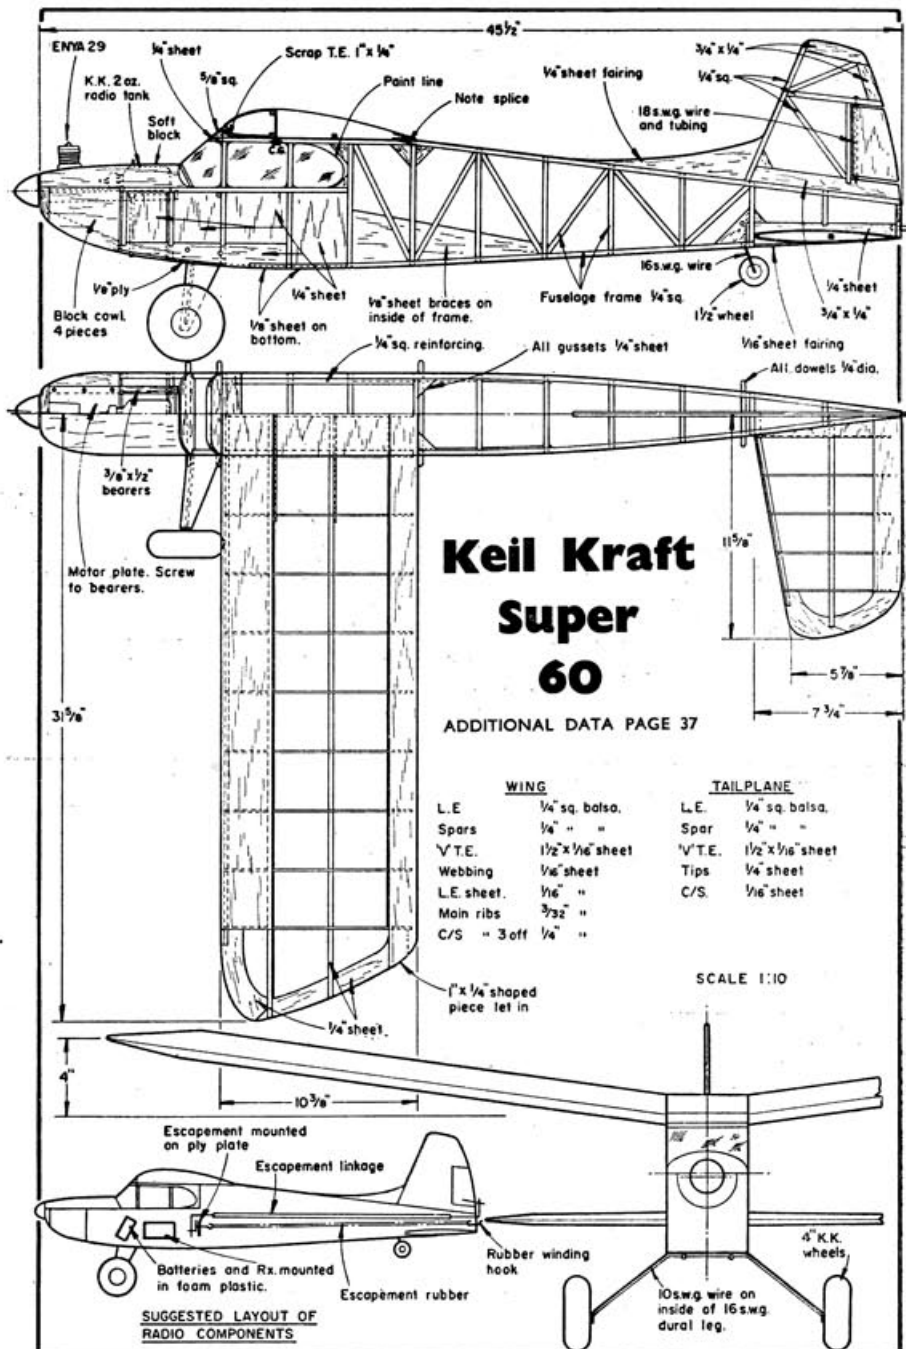 45½"
ENYA 29
¼" sheet
Scrap T.E. 1" x ¼"
5/8" sq.
K.K. 2 oz.
radio tank
Soft
block
Paint line
Note splice
¼" sheet fairing
¾" x ¼"
¼" sq.
18 s.w.g. wire
and tubing
C.G.
1/8" ply
Block cowl.
4 pieces
¼" sheet
1/8" sheet on
bottom.
1/8" sheet braces on
inside of frame.
Fuselage frame ¼" sq.
16 s.w.g. wire
1½" wheel
¼" sheet
¾" x ¼"
1/16" sheet fairing
¼" sq. reinforcing.
All gussets ¼" sheet
All dowels ¼" dia.
3/8" x ½"
bearers
Motor plate. Screw
to bearers.
11 5/8"
5 7/8"
7 ¾"
31 5/8"
Keil Kraft
Super
60
ADDITIONAL DATA PAGE 37
WING
L.E ¼" sq. balsa.
Spars ¼" " "
'V' T.E. 1½" x 1/16" sheet
Webbing 1/16" sheet
L.E. sheet. 1/16" "
Main ribs 3/32" "
C/S " 3 off ¼" "
TAILPLANE
L.E. ¼" sq. balsa.
Spar ¼" " "
'V' T.E. 1½" x 1/16" sheet
Tips ¼" sheet
C/S. 1/16" sheet
SCALE 1:10
1" x ¼" shaped
piece let in
¼" sheet.
4"
10 3/8"
Escapement mounted
on ply plate
Escapement linkage
Batteries and Rx. mounted
in foam plastic.
Escapement rubber
Rubber winding
hook
SUGGESTED LAYOUT OF
RADIO COMPONENTS
4" K.K.
wheels
10 s.w.g. wire on
inside of 16 s.w.g.
dural leg.